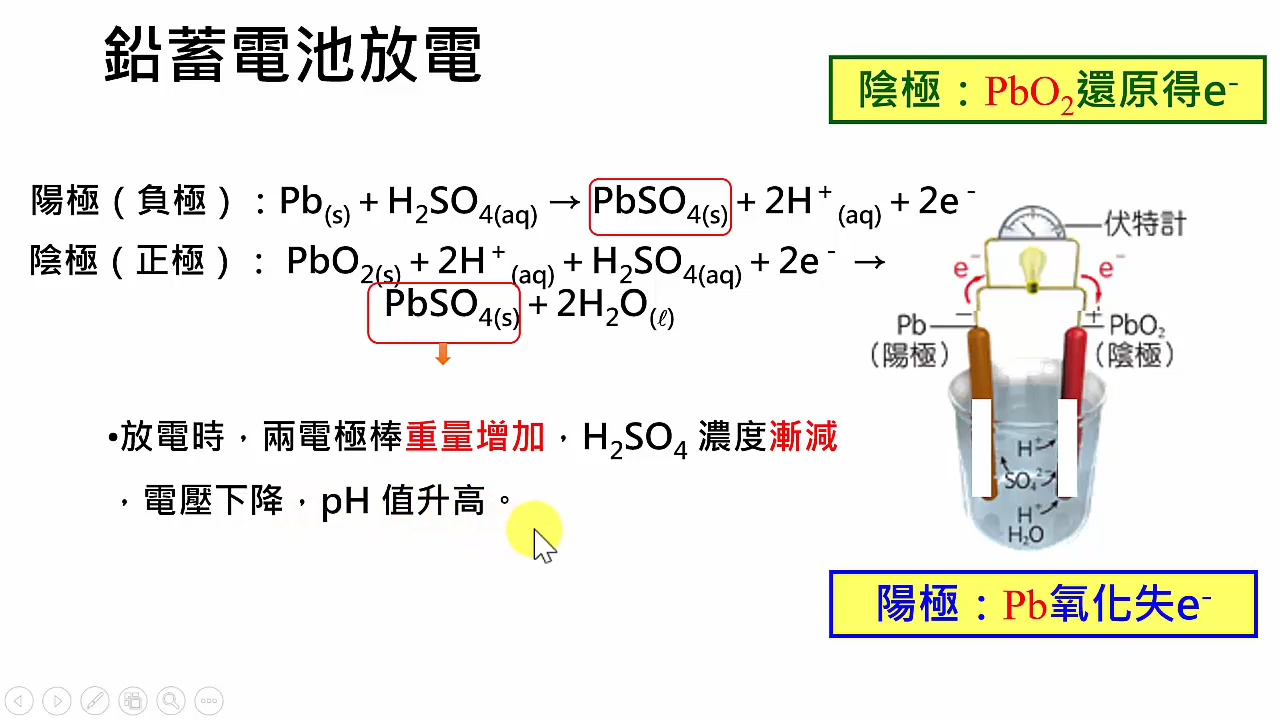 鉛蓄電池放電
陰極：PbO₂還原得e⁻
陽極（負極）：Pb(s) + H₂SO₄(aq) → PbSO₄(s) + 2H⁺(aq) + 2e⁻
陰極（正極）： PbO₂(s) + 2H⁺(aq) + H₂SO₄(aq) + 2e⁻ →
PbSO₄(s) + 2H₂O(ℓ)
•放電時，兩電極棒重量增加，H₂SO₄ 濃度漸減
，電壓下降，pH 值升高。
伏特計
e⁻
e⁻
−
+
Pb
（陽極）
PbO₂
（陰極）
H⁺
SO₄²⁻
H⁺
H₂O
陽極：Pb氧化失e⁻